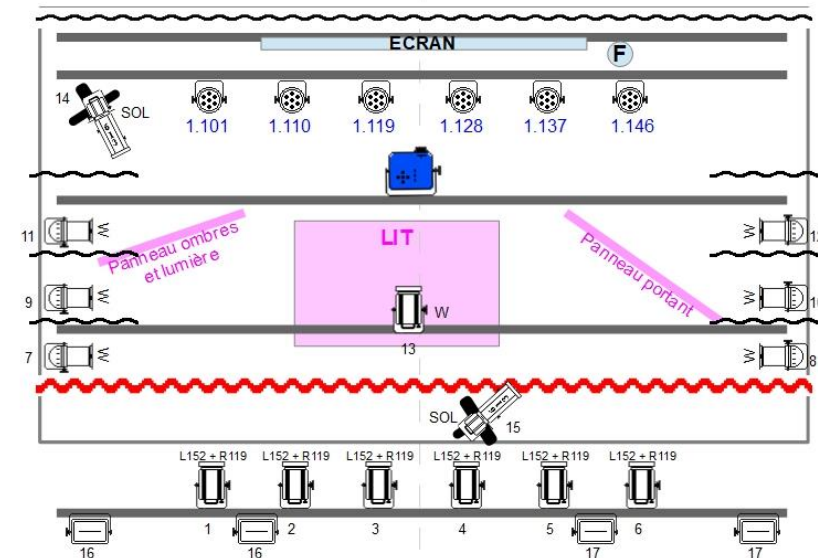 ECRAN
F
14
SOL
1.101
1.110
1.119
1.128
1.137
1.146
11
W
Panneau ombres
et lumière
LIT
Panneau portant
W
9
W
W
13
W
7
W
W
8
SOL
15
L152 + R119
L152 + R119
L152 + R119
L152 + R119
L152 + R119
L152 + R119
1
2
3
4
5
6
16
16
17
17